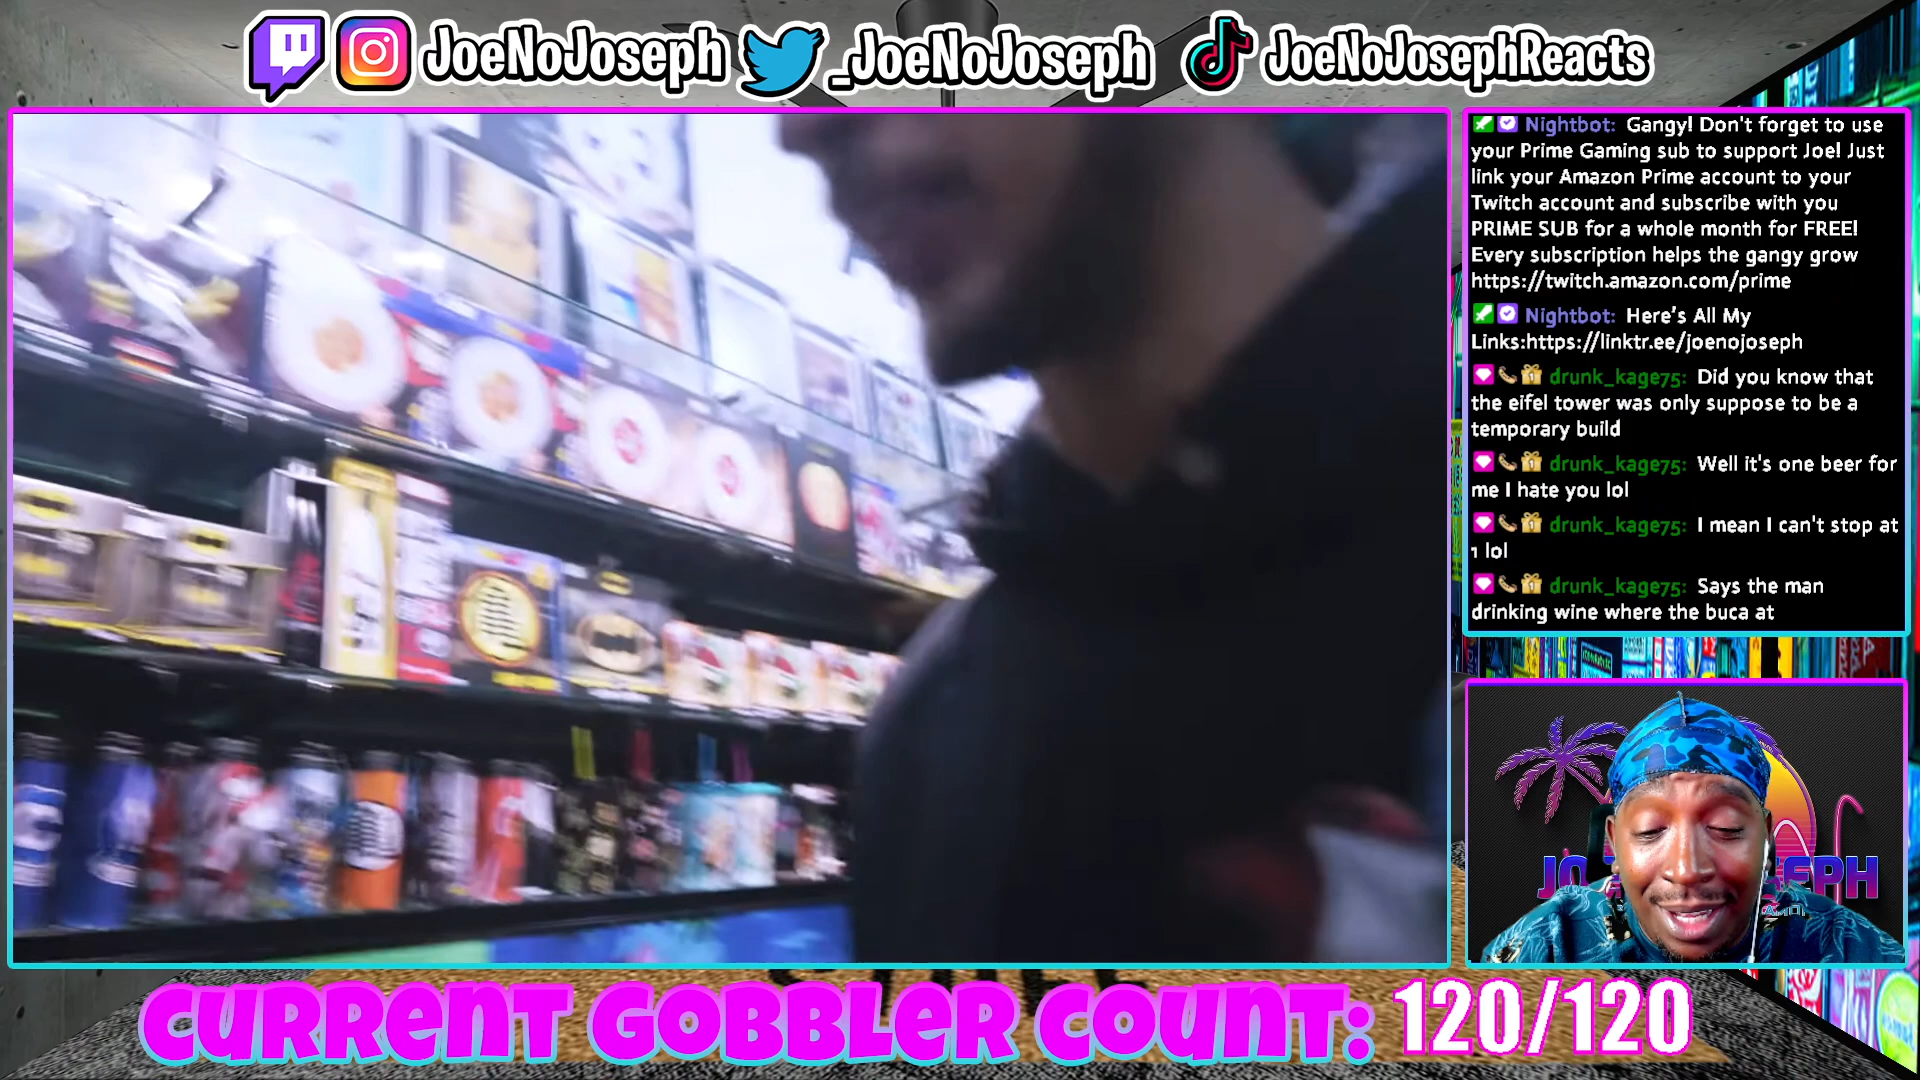 JoeNoJoseph
_JoeNoJoseph
JoeNoJosephReacts
Nightbot: Gangy! Don't forget to use
your Prime Gaming sub to support Joe! Just
link your Amazon Prime account to your
Twitch account and subscribe with you
PRIME SUB for a whole month for FREE!
Every subscription helps the gangy grow
https://twitch.amazon.com/prime
Nightbot: Here's All My
Links:https://linktr.ee/joenojoseph
drunk_kage75: Did you know that
the eifel tower was only suppose to be a
temporary build
drunk_kage75: Well it's one beer for
me I hate you lol
drunk_kage75: I mean I can't stop at
1 lol
drunk_kage75: Says the man
drinking wine where the buca at
CURRENT GOBBLER COUNT: 120/120